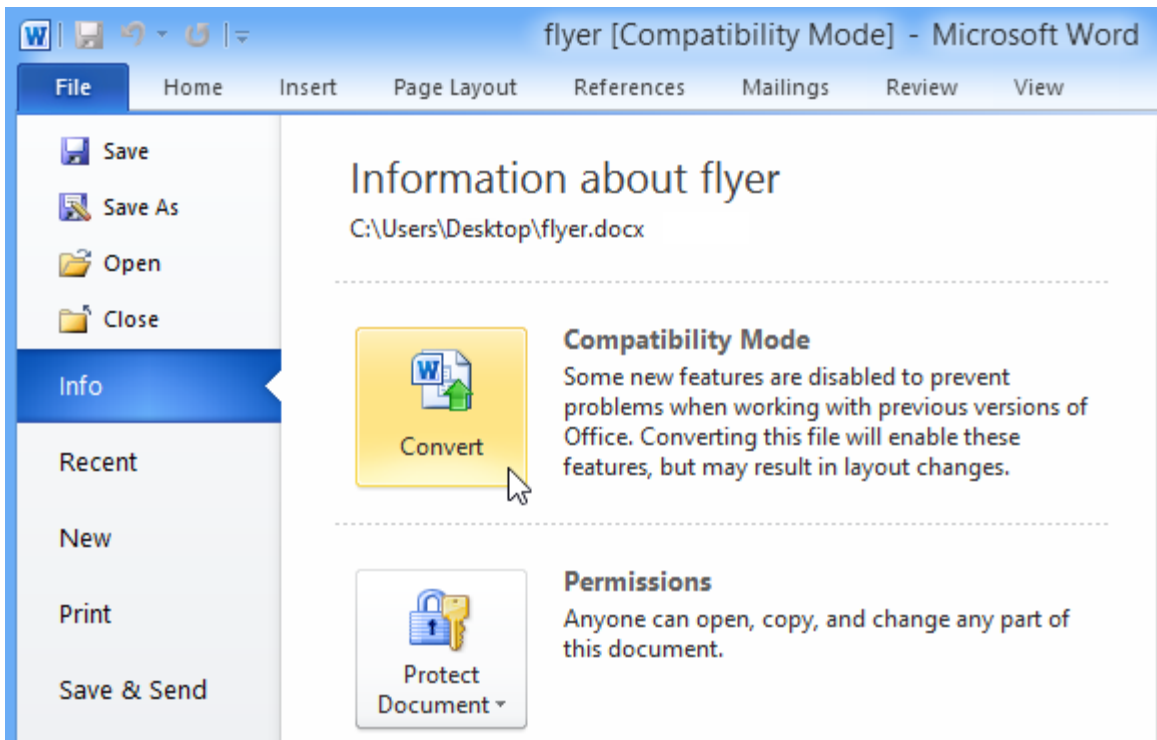 flyer [Compatibility Mode] - Microsoft Word
File Home Insert Page Layout References Mailings Review View
Save
Save As
Open
Close
Info
Recent
New
Print
Save & Send
Information about flyer
C:\Users\Desktop\flyer.docx
Convert
Compatibility Mode
Some new features are disabled to prevent
problems when working with previous versions of
Office. Converting this file will enable these
features, but may result in layout changes.
Protect
Document
Permissions
Anyone can open, copy, and change any part of
this document.